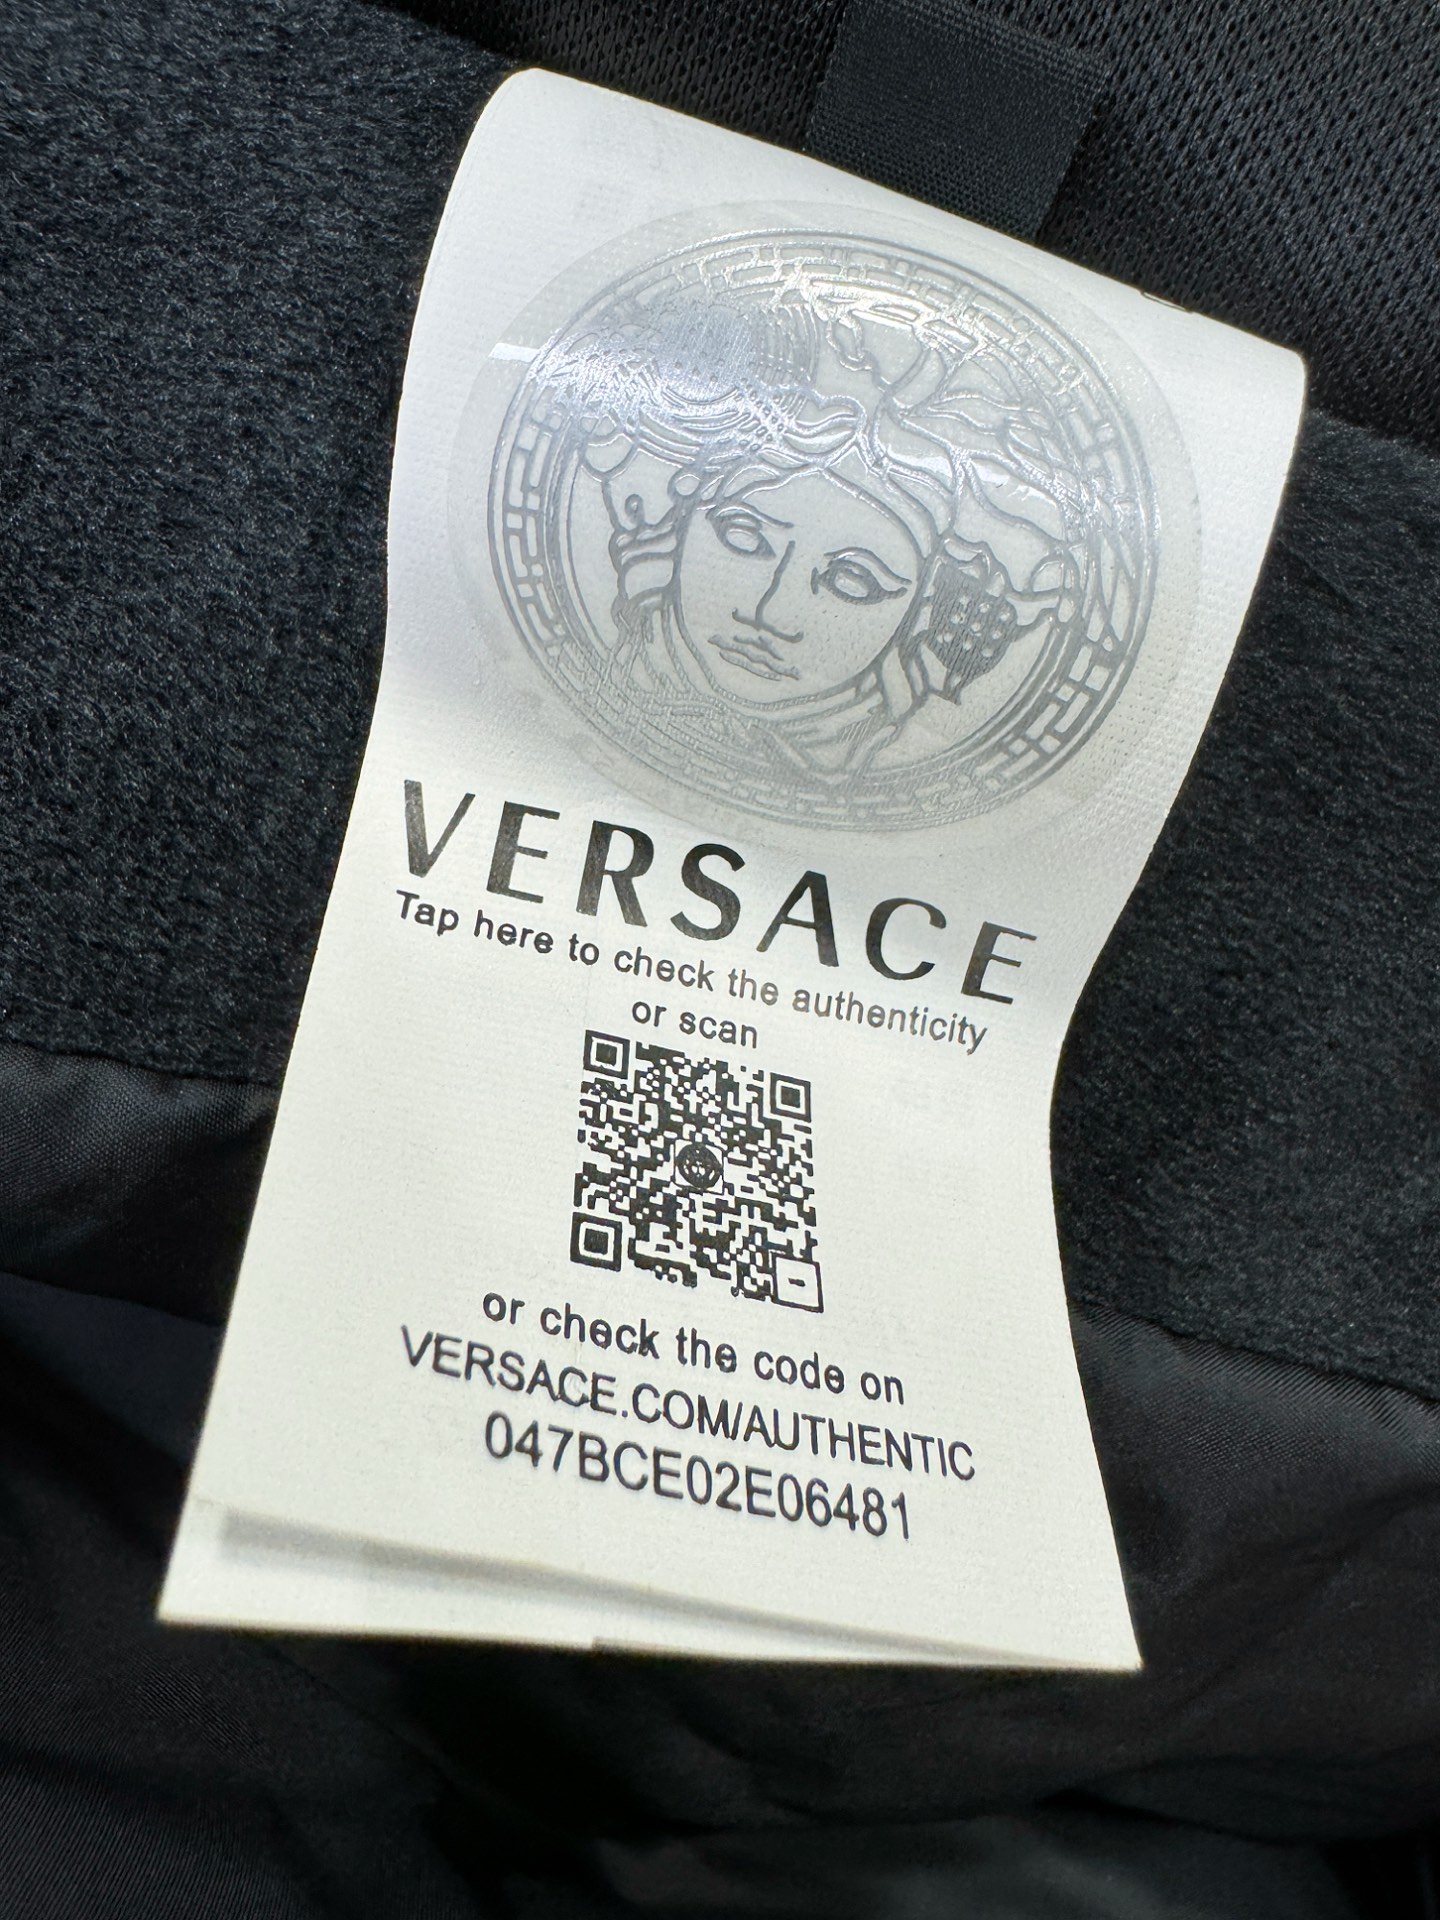 VERSACE
Tap here to check the authenticity
or scan
or check the code on
VERSACE.COM/AUTHENTIC
047BCE02E06481